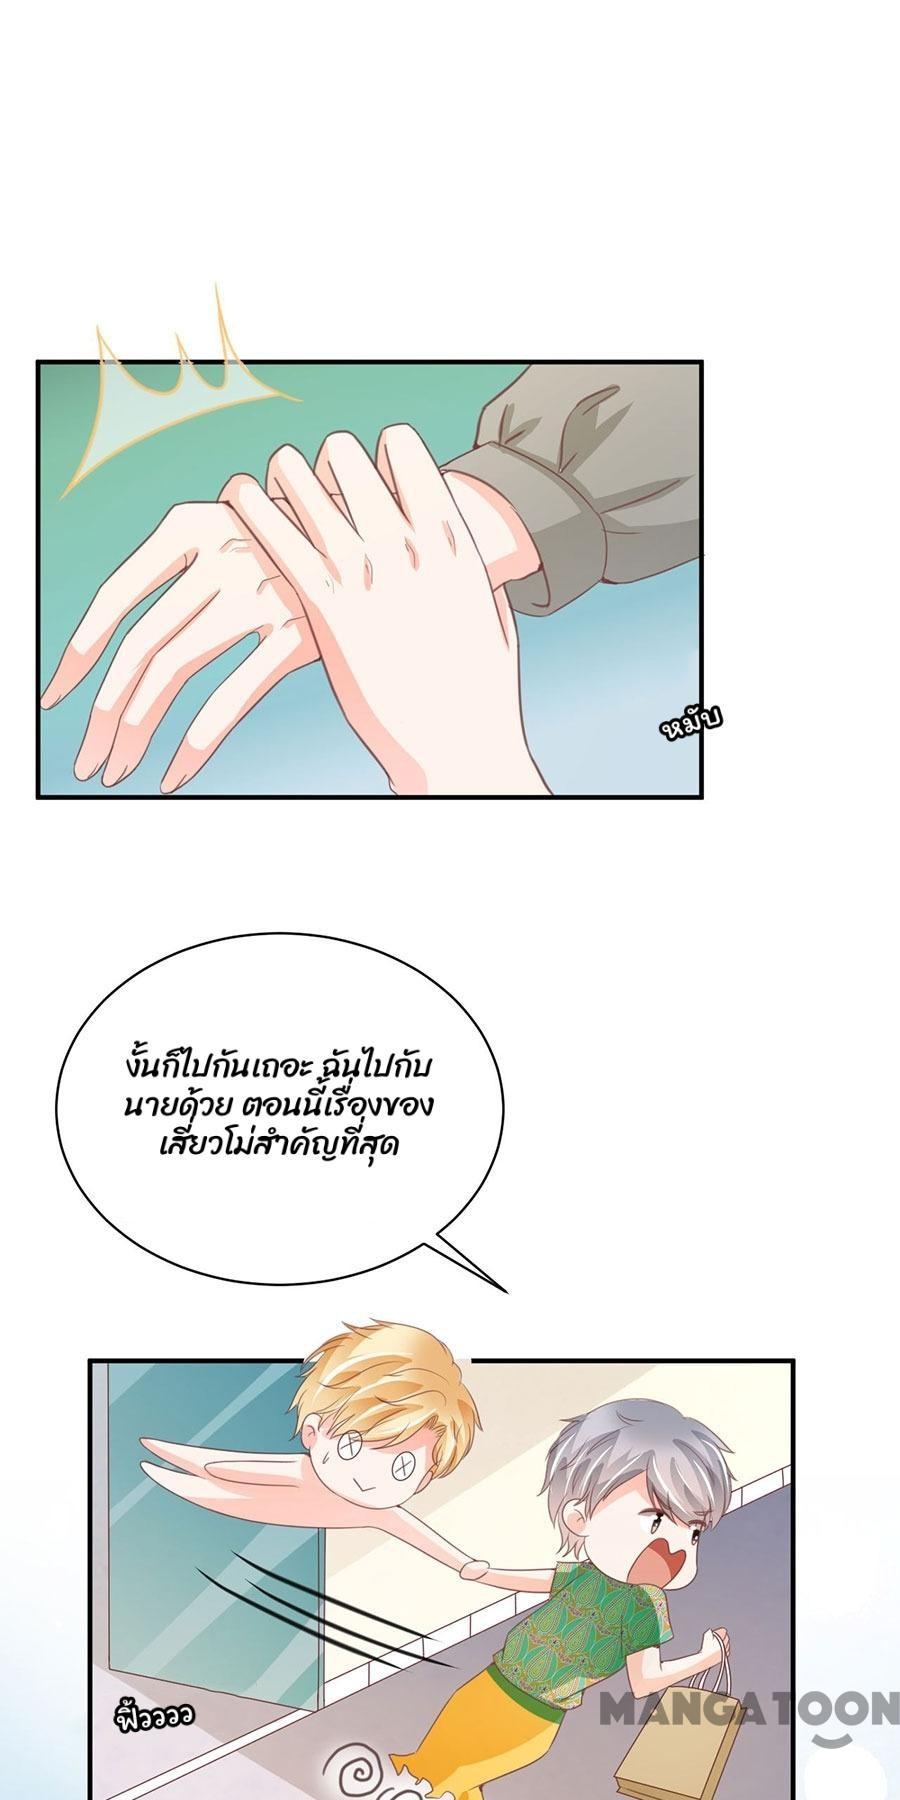 หมับ
งั้นก็ไปกันเถอะ ฉันไปกับ
นายด้วย ตอนนี้เรื่องของ
เสี่ยวโม่สำคัญที่สุด
MANGATOON
ฟิ้วววว